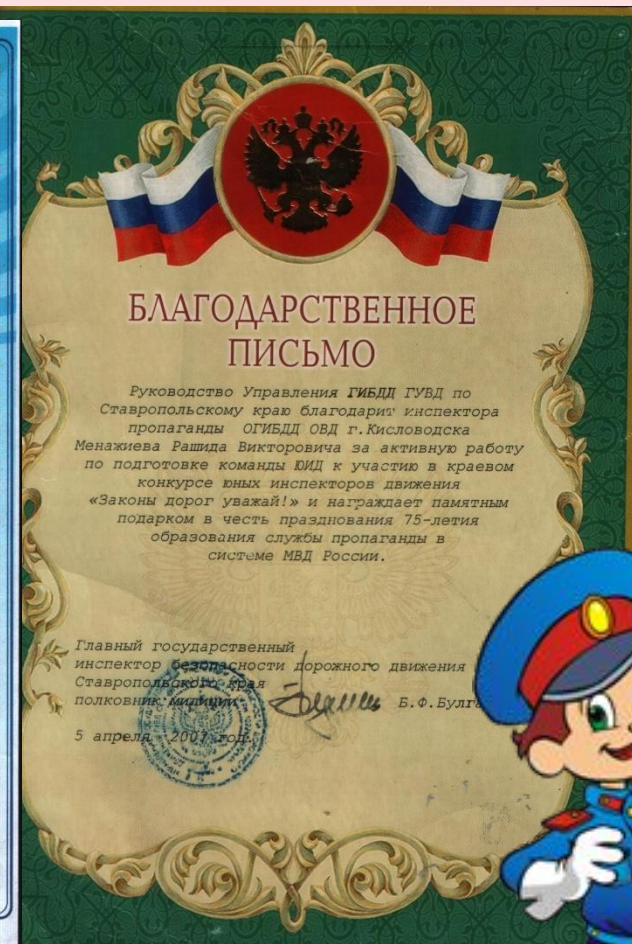 БЛАГОДАРСТВЕННОЕ
ПИСЬМО
Руководство Управления ГИБДД ГУВД по
Ставропольскому краю благодарит инспектора
пропаганды ОГИБДД ОВД г.Кисловодска
Менажиева Рашида Викторовича за активную работу
по подготовке команды ЮИД к участию в краевом
конкурсе юных инспекторов движения
«Законы дорог уважай!» и награждает памятным
подарком в честь празднования 75-летия
образования службы пропаганды в
системе МВД России.
Главный государственный
инспектор безопасности дорожного движения
Ставропольского края
полковник милиции Б.Ф.Булга
5 апреля 2007 год.